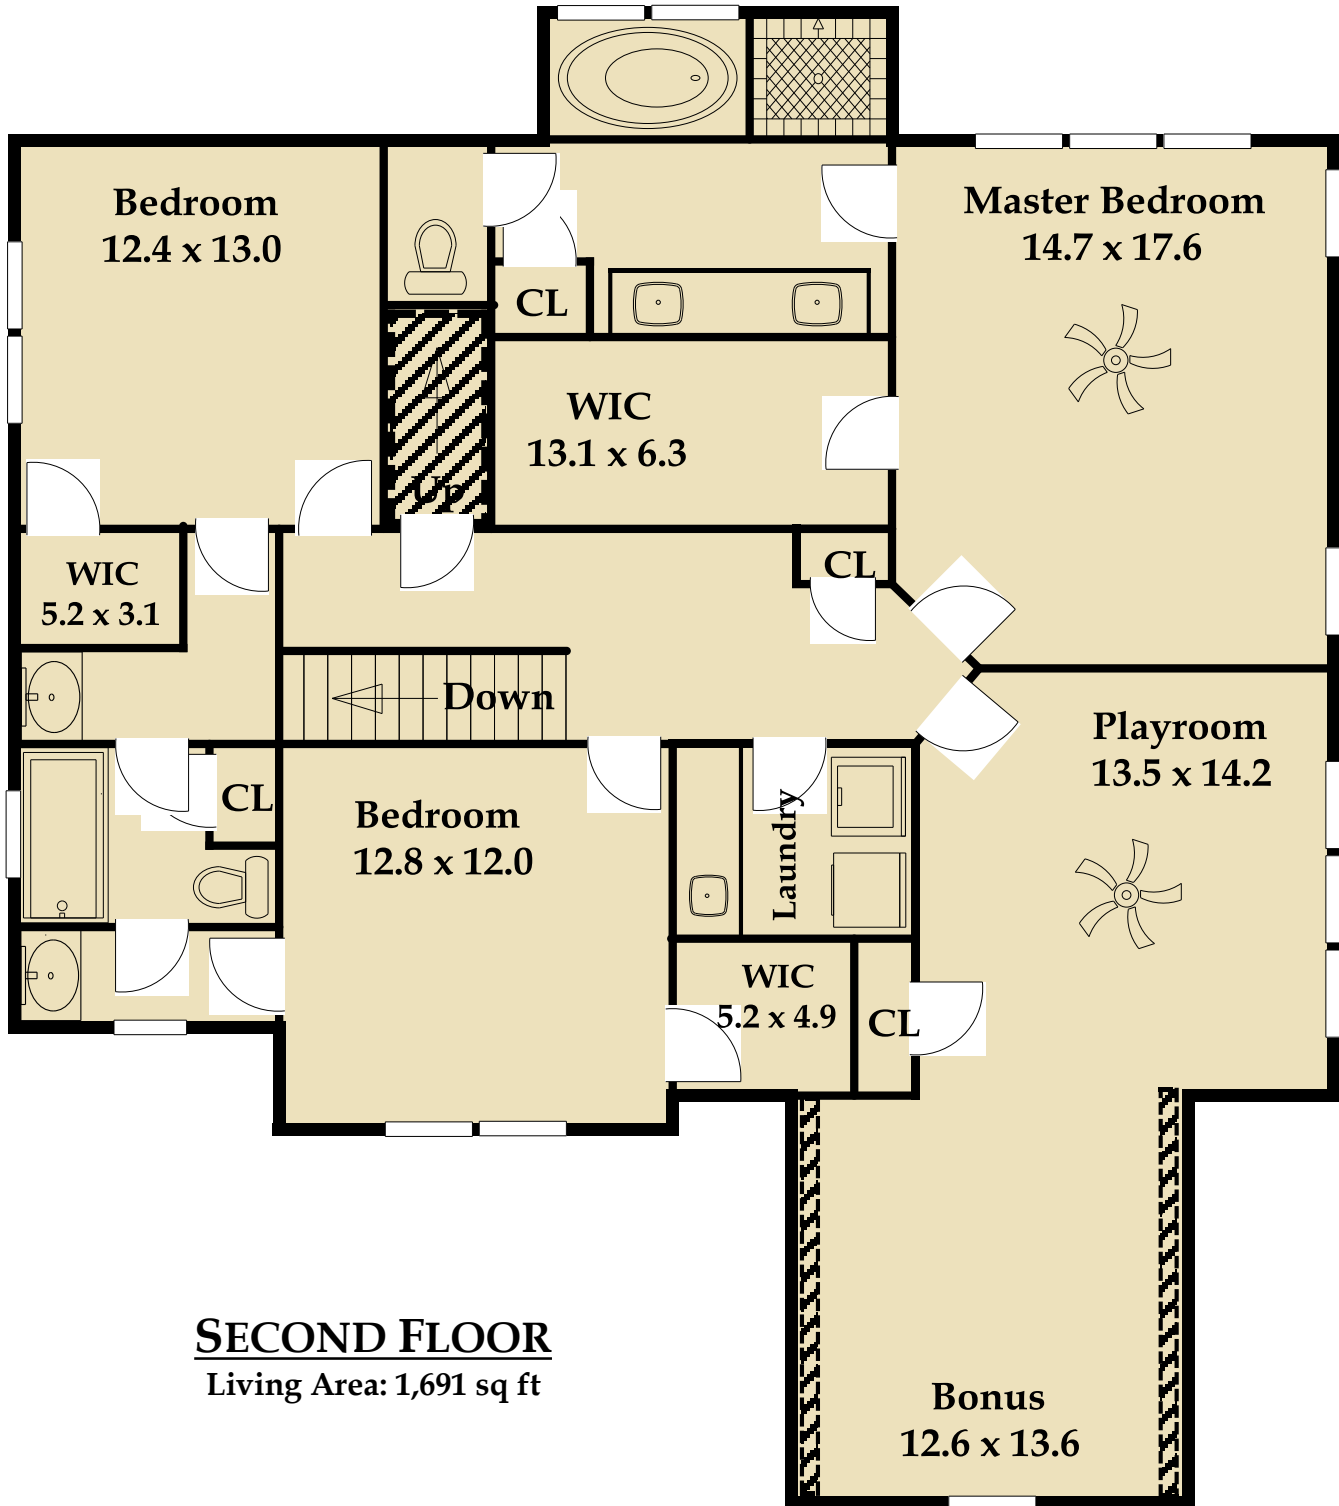 Bedroom
12.4 x 13.0
Master Bedroom
14.7 x 17.6
CL
WIC
13.1 x 6.3
Up
CL
WIC
5.2 x 3.1
Down
Playroom
13.5 x 14.2
CL
Bedroom
12.8 x 12.0
Laundry
WIC
5.2 x 4.9
CL
SECOND FLOOR
Living Area: 1,691 sq ft
Bonus
12.6 x 13.6